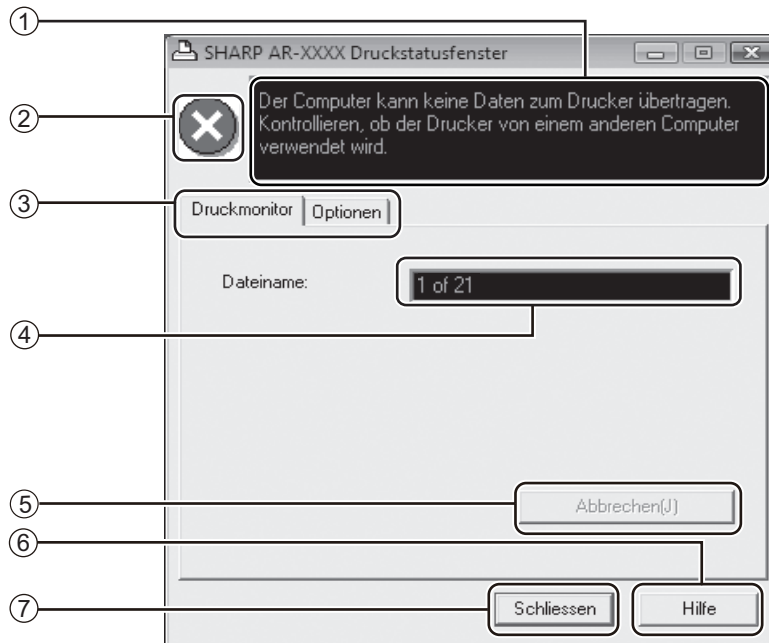 ①
SHARP AR-XXXX Druckstatusfenster
②
Der Computer kann keine Daten zum Drucker übertragen.
Kontrollieren, ob der Drucker von einem anderen Computer
verwendet wird.
③
Druckmonitor Optionen
Dateiname: 1 of 21
④
⑤
Abbrechen(J)
⑥
⑦
Schliessen Hilfe